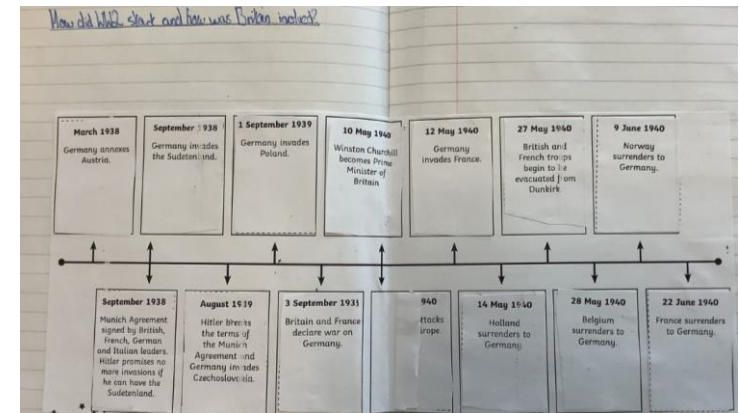 How did WW2 start and how was Britain
March 1938
Germany annexes
Austria.
September 1938
Germany invades
the Sudetenland.
1 September 1939
Germany invades
Poland.
10 May 1940
Winston Churchill
becomes Prime
Minister of
Britain
12 May 1940
Germany
invades France.
27 May 1940
British and
French troops
begin to be
evacuated from
Dunkirk
9 June 1940
Norway
surrenders to
Germany.
September 1938
Munich Agreement
signed by British,
French, German
and Italian leaders.
Hitler promises no
more invasions if
he can have the
Sudetenland.
August 1939
Hitler breaks
the terms of
the Munich
Agreement and
Germany invades
Czechoslovakia.
3 September 1939
Britain and France
declare war on
Germany.
940
ttacks
urope.
14 May 1940
Holland
surrenders to
Germany
28 May 1940
Belgium
surrenders to
Germany.
22 June 1940
France surrenders
to Germany.